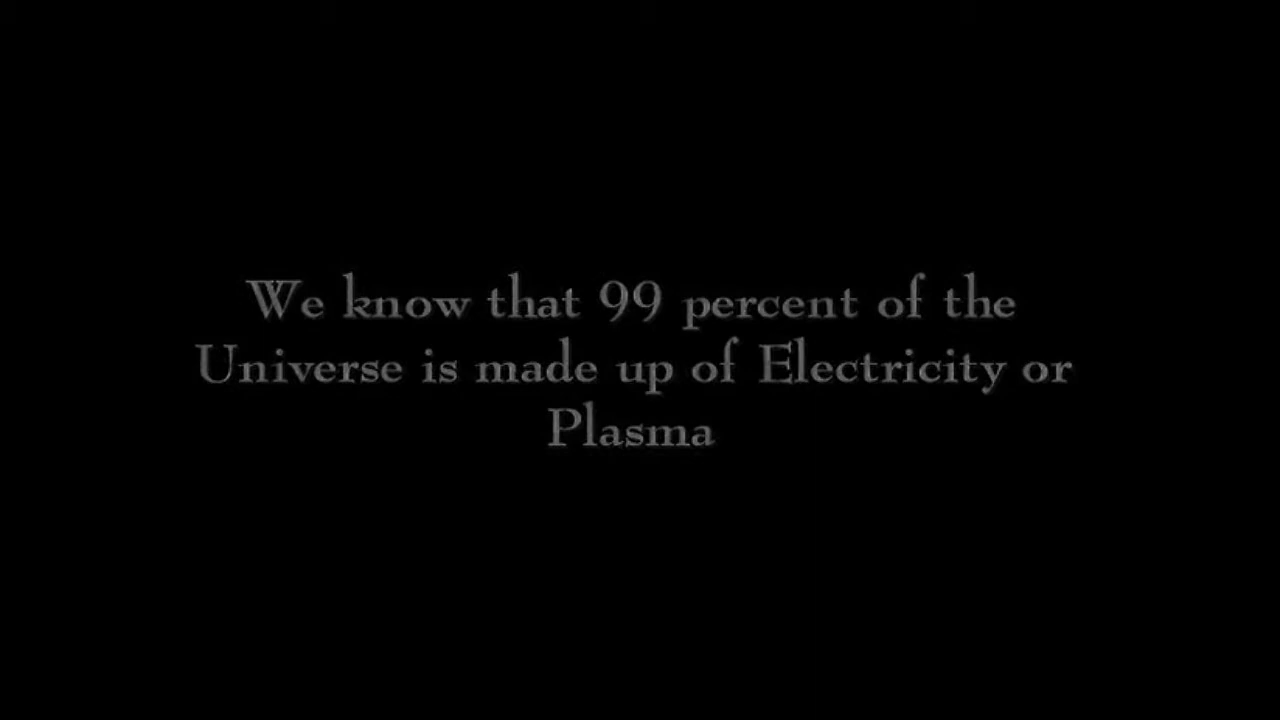 We know that 99 percent of the
Universe is made up of Electricity or
Plasma